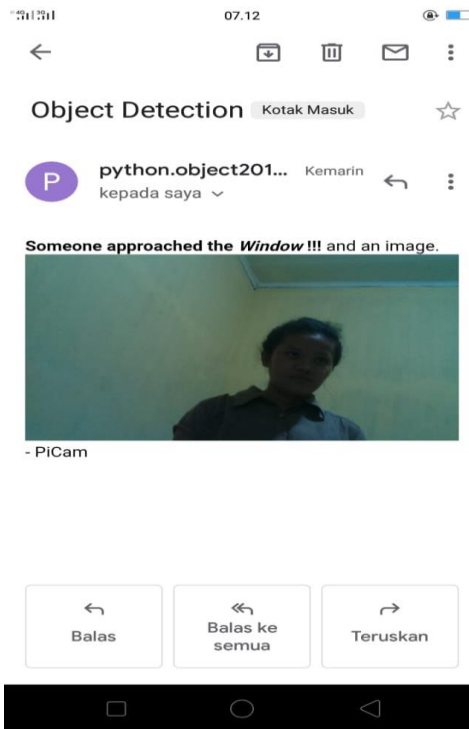 07.12
Object Detection Kotak Masuk
P
python.object201... Kemarin
kepada saya
Someone approached the Window !!! and an image.
- PiCam
Balas
Balas ke
semua
Teruskan